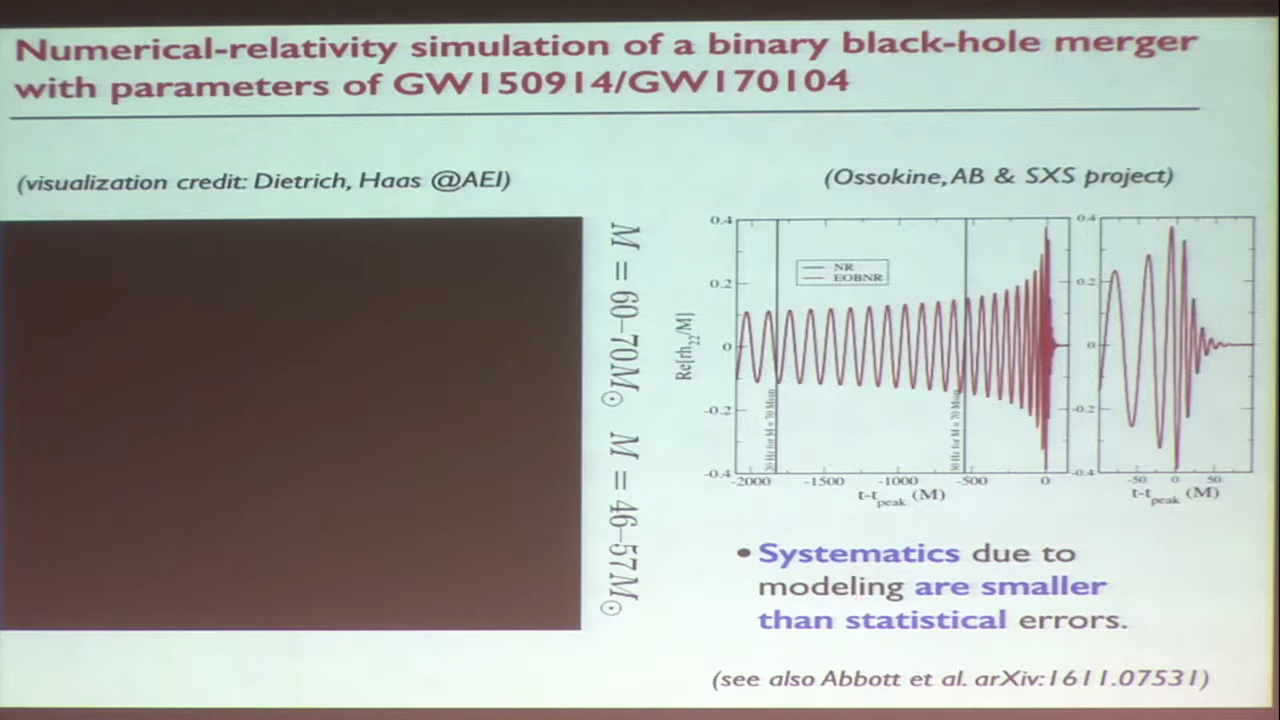 Numerical-relativity simulation of a binary black-hole merger
with parameters of GW150914/GW170104
(visualization credit: Dietrich, Haas @AEI)
(Ossokine, AB & SXS project)
M = 60–70M⊙ M = 46–57M⊙
Re[rh22/M]
0.4
0.2
0
-0.2
-0.4
NR
EOBNR
20 Hz for M = 70 Msun
30 Hz for M = 70 Msun
-2000 -1500 -1000 -500 0
t-tpeak (M)
0.4
0.2
0
-0.2
-0.4
-50 0 50
t-tpeak (M)
• Systematics due to
modeling are smaller
than statistical errors.
(see also Abbott et al. arXiv:1611.07531)